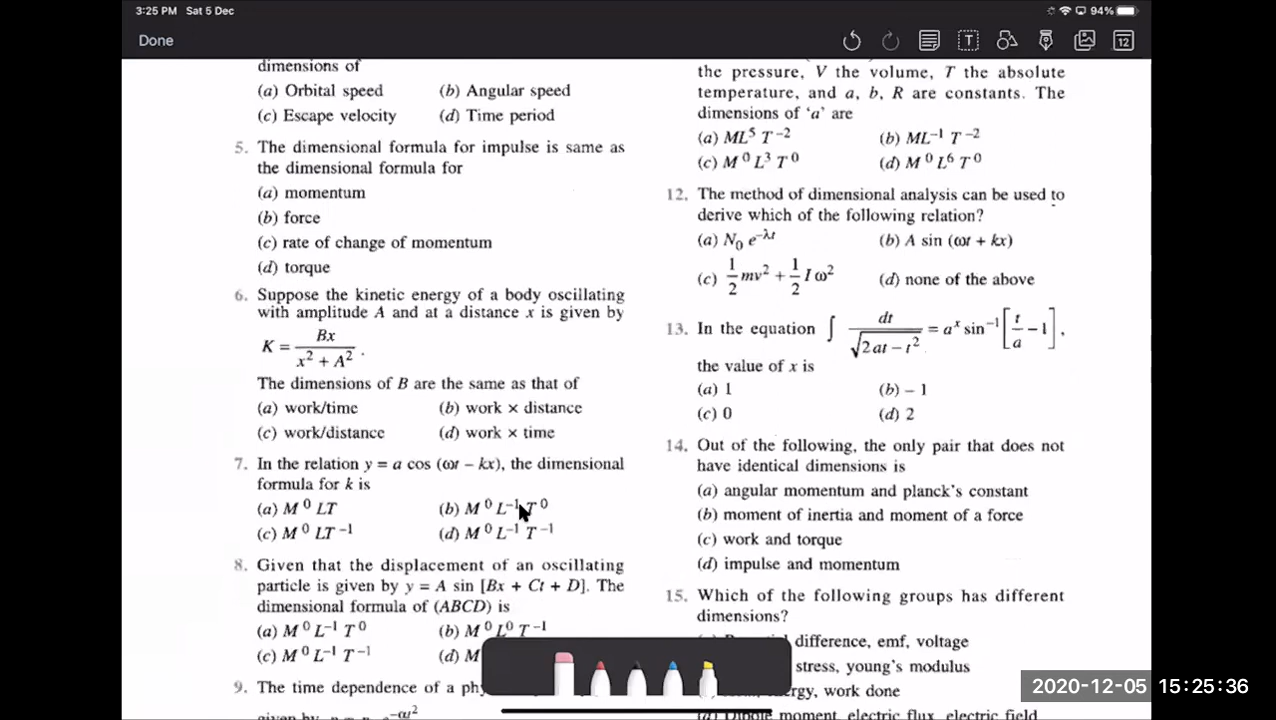 3:25 PM Sat 5 Dec
94%
Done
T
12
dimensions of
(a) Orbital speed (b) Angular speed
(c) Escape velocity (d) Time period
5. The dimensional formula for impulse is same as
the dimensional formula for
(a) momentum
(b) force
(c) rate of change of momentum
(d) torque
6. Suppose the kinetic energy of a body oscillating
with amplitude A and at a distance x is given by
K = Bx / (x² + A²) .
The dimensions of B are the same as that of
(a) work/time (b) work × distance
(c) work/distance (d) work × time
7. In the relation y = a cos (ωt – kx), the dimensional
formula for k is
(a) M⁰ LT (b) M⁰ L⁻¹ T⁰
(c) M⁰ LT⁻¹ (d) M⁰ L⁻¹ T⁻¹
8. Given that the displacement of an oscillating
particle is given by y = A sin [Bx + Ct + D]. The
dimensional formula of (ABCD) is
(a) M⁰ L⁻¹ T⁰ (b) M⁰ L⁰ T⁻¹
(c) M⁰ L⁻¹ T⁻¹ (d) M
9. The time dependence of a
the pressure, V the volume, T the absolute
temperature, and a, b, R are constants. The
dimensions of ‘a’ are
(a) ML⁵ T⁻² (b) ML⁻¹ T⁻²
(c) M⁰ L³ T⁰ (d) M⁰ L⁶ T⁰
12. The method of dimensional analysis can be used to
derive which of the following relation?
(a) N₀ e^–λt (b) A sin (ωt + kx)
(c) 1/2 mv² + 1/2 I ω² (d) none of the above
13. In the equation ∫ dt / √(2at – t²) = aˣ sin⁻¹ [t/a – 1] ,
the value of x is
(a) 1 (b) – 1
(c) 0 (d) 2
14. Out of the following, the only pair that does not
have identical dimensions is
(a) angular momentum and planck's constant
(b) moment of inertia and moment of a force
(c) work and torque
(d) impulse and momentum
15. Which of the following groups has different
dimensions?
difference, emf, voltage
stress, young's modulus
work done
moment, electric flux, electric field
2020-12-05 15:25:36